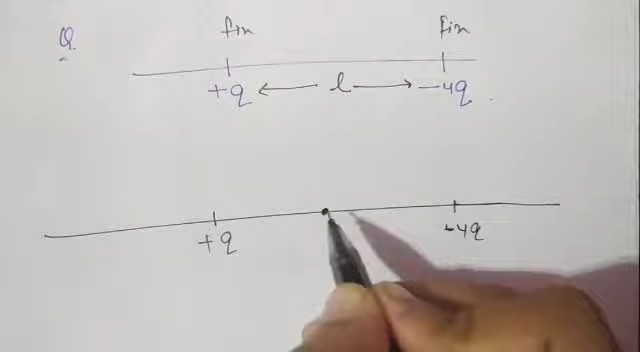 Q.
fix fix
+q ← l → -4q
+q -4q